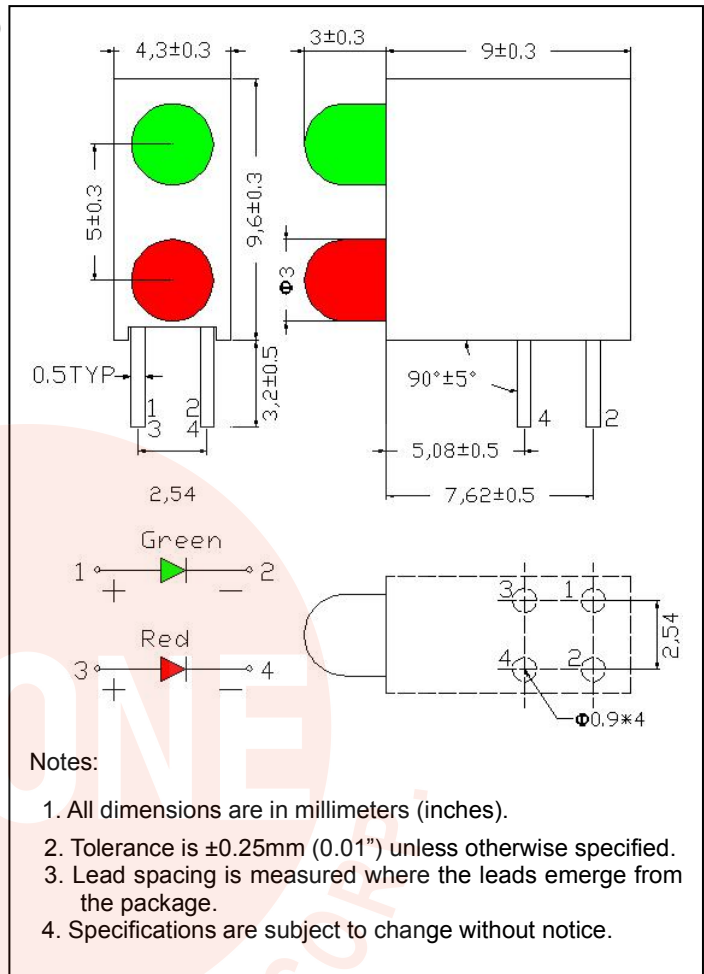 4,3±0.3
3±0.3
9±0.3
5±0.3
9,6±0.3
Φ3
0.5TYP
1 2
3 4
3,2±0.5
90°±5°
4
2
5,08±0.5
2,54
7,62±0.5
Green
1 2
+ −
Red
3 4
+ −
3 1
4 2
2,54
Φ0.9*4
ONE
CORP.
Notes:
1. All dimensions are in millimeters (inches).
2. Tolerance is ±0.25mm (0.01”) unless otherwise specified.
3. Lead spacing is measured where the leads emerge from
the package.
4. Specifications are subject to change without notice.